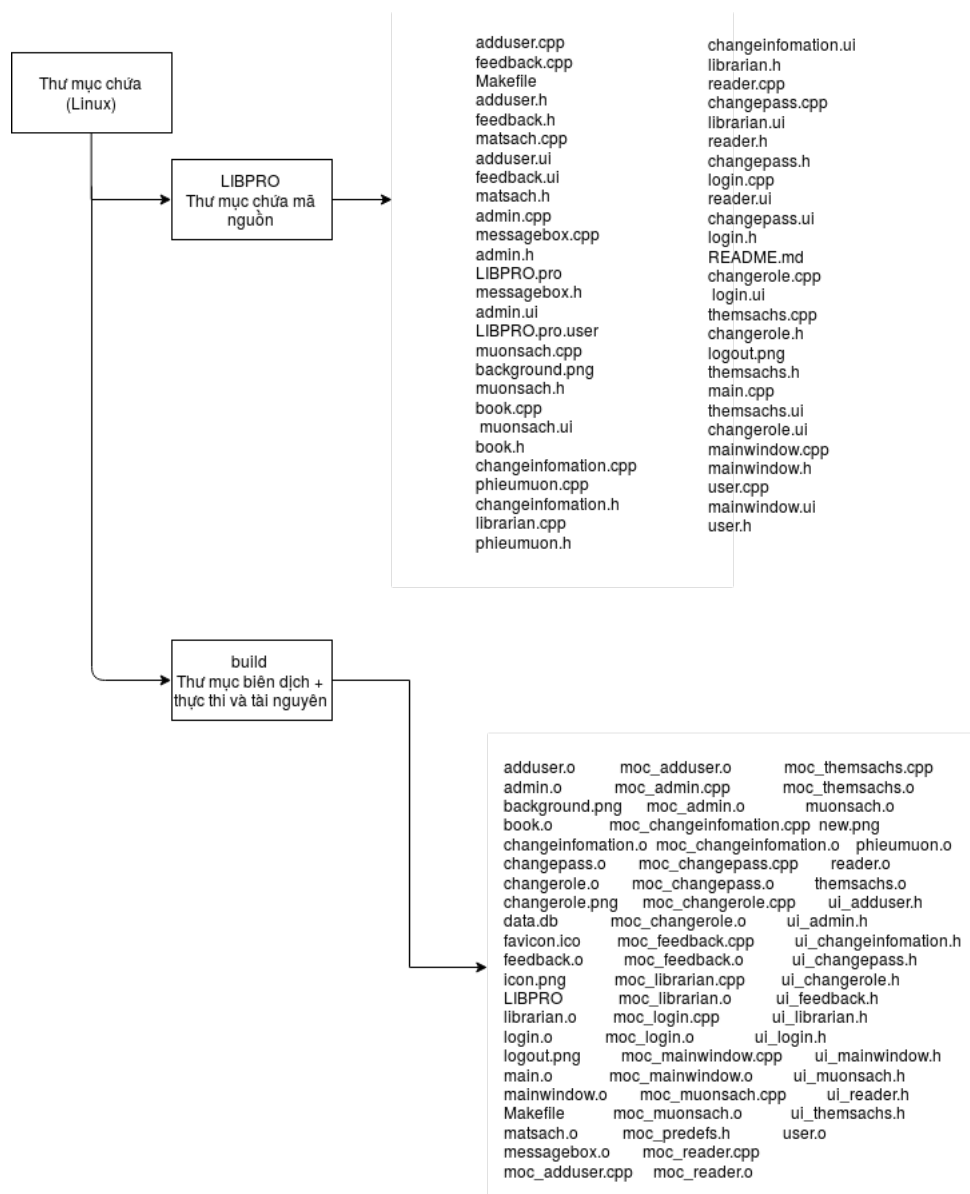 Thư mục chứa
(Linux)
LIBPRO
Thư mục chứa mã
nguồn
adduser.cpp
feedback.cpp
Makefile
adduser.h
feedback.h
matsach.cpp
adduser.ui
feedback.ui
matsach.h
admin.cpp
messagebox.cpp
admin.h
LIBPRO.pro
messagebox.h
admin.ui
LIBPRO.pro.user
muonsach.cpp
background.png
muonsach.h
book.cpp
muonsach.ui
book.h
changeinfomation.cpp
phieumuon.cpp
changeinfomation.h
librarian.cpp
phieumuon.h
changeinfomation.ui
librarian.h
reader.cpp
changepass.cpp
librarian.ui
reader.h
changepass.h
login.cpp
reader.ui
changepass.ui
login.h
README.md
changerole.cpp
login.ui
themsachs.cpp
changerole.h
logout.png
themsachs.h
main.cpp
themsachs.ui
changerole.ui
mainwindow.cpp
mainwindow.h
user.cpp
mainwindow.ui
user.h
build
Thư mục biên dịch +
thực thi và tài nguyên
adduser.o moc_adduser.o moc_themsachs.cpp
admin.o moc_admin.cpp moc_themsachs.o
background.png moc_admin.o muonsach.o
book.o moc_changeinfomation.cpp new.png
changeinfomation.o moc_changeinfomation.o phieumuon.o
changepass.o moc_changepass.cpp reader.o
changerole.o moc_changepass.o themsachs.o
changerole.png moc_changerole.cpp ui_adduser.h
data.db moc_changerole.o ui_admin.h
favicon.ico moc_feedback.cpp ui_changeinfomation.h
feedback.o moc_feedback.o ui_changepass.h
icon.png moc_librarian.cpp ui_changerole.h
LIBPRO moc_librarian.o ui_feedback.h
librarian.o moc_login.cpp ui_librarian.h
login.o moc_login.o ui_login.h
logout.png moc_mainwindow.cpp ui_mainwindow.h
main.o moc_mainwindow.o ui_muonsach.h
mainwindow.o moc_muonsach.cpp ui_reader.h
Makefile moc_muonsach.o ui_themsachs.h
matsach.o moc_predefs.h user.o
messagebox.o moc_reader.cpp
moc_adduser.cpp moc_reader.o